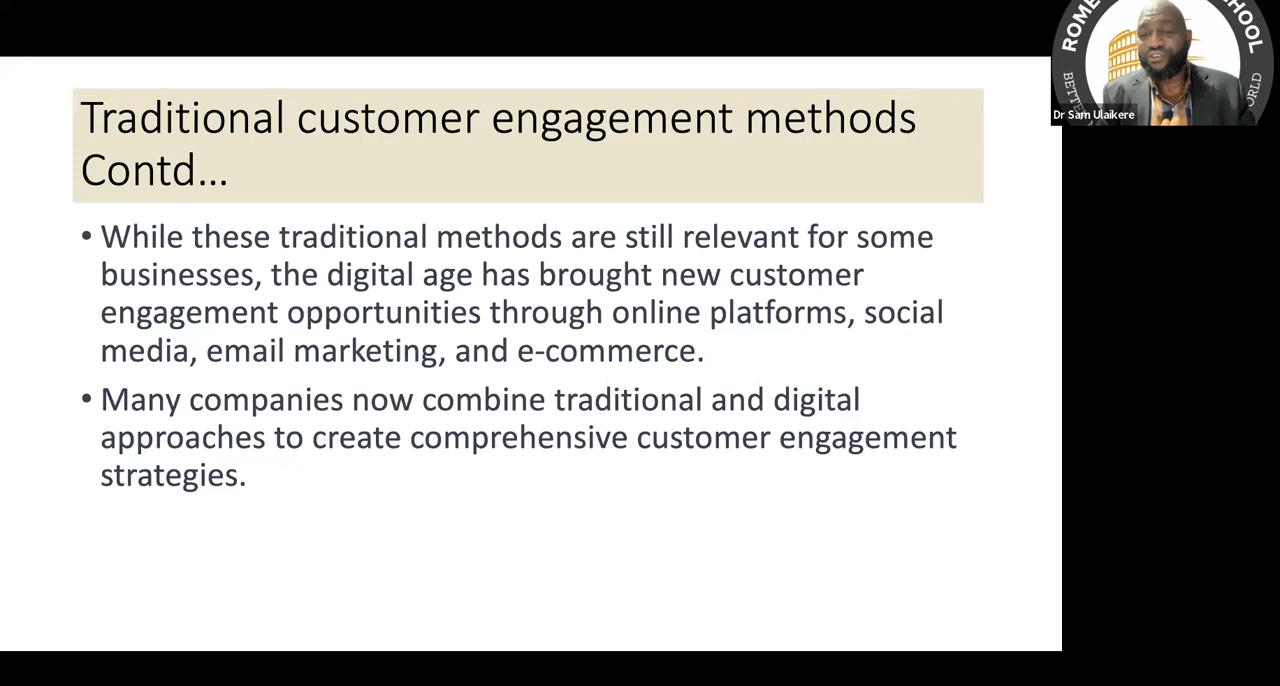 Traditional customer engagement methods
Contd...
• While these traditional methods are still relevant for some
businesses, the digital age has brought new customer
engagement opportunities through online platforms, social
media, email marketing, and e-commerce.
• Many companies now combine traditional and digital
approaches to create comprehensive customer engagement
strategies.
ROME
HOOL
Dr Sam Ulaikere